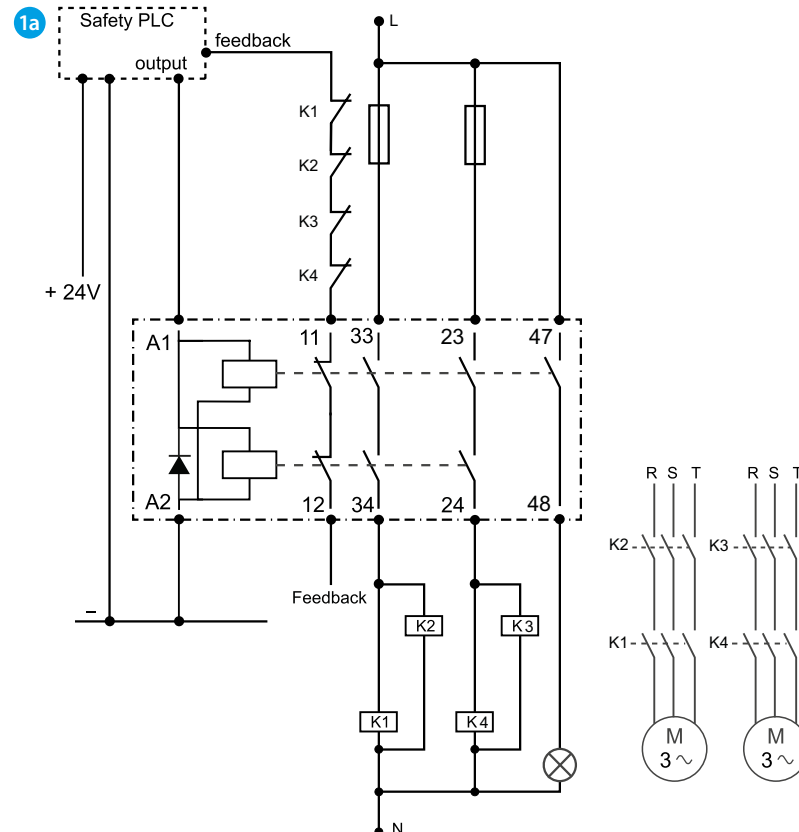 1a
Safety PLC
output
feedback
L
K1
K2
K3
K4
+ 24V
A1
11
33
23
47
A2
12
34
24
48
–
Feedback
K2
K3
K1
K4
N
R S T
R S T
K2
K3
K1
K4
M
3 ~
M
3 ~